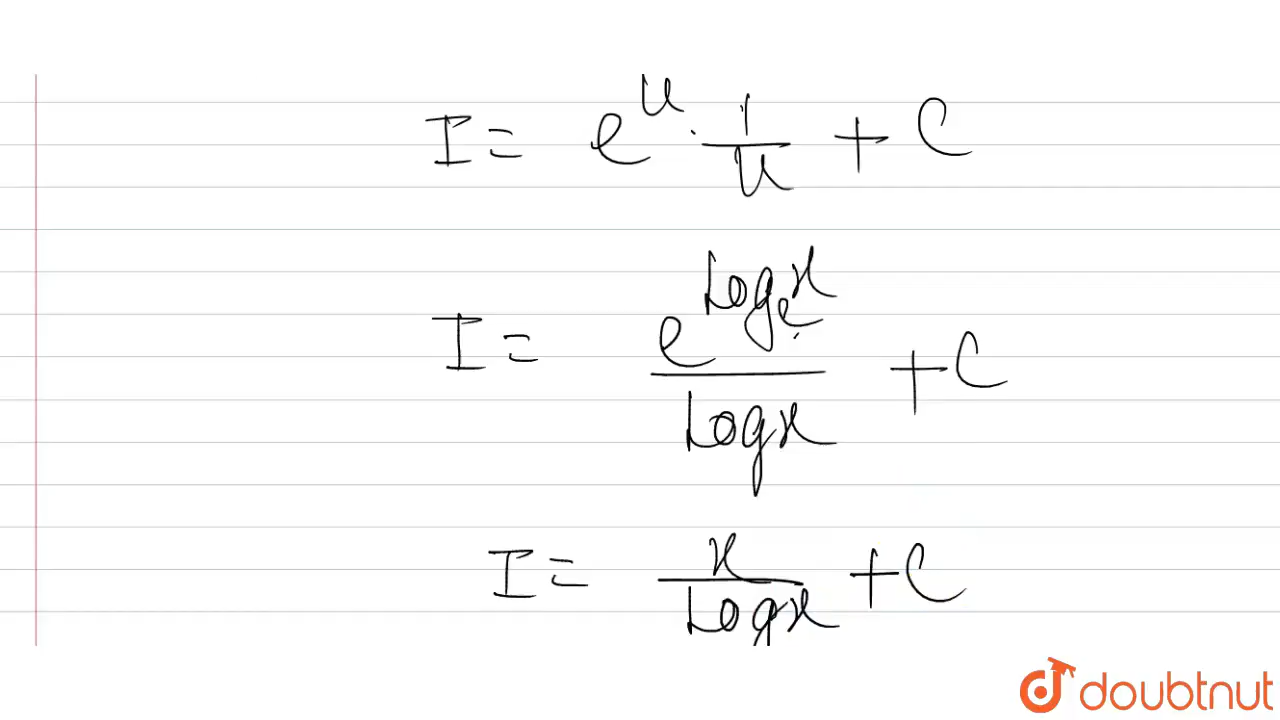 I = e^u · 1/u + C
I = e^(log_e x)/log x + C
I = x/log x + C
doubtnut